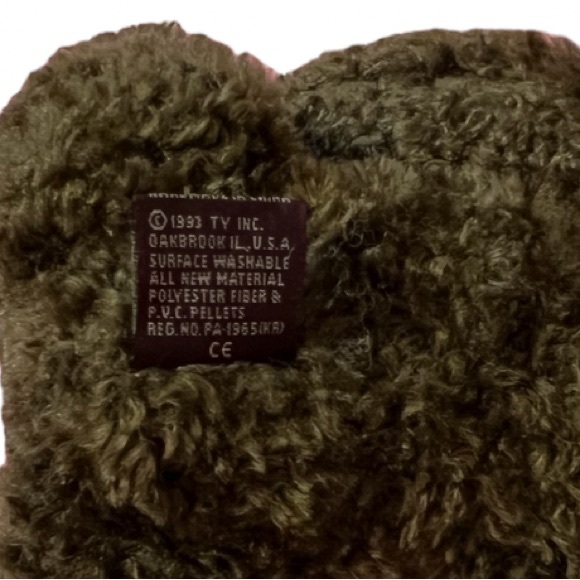 © 1993 TY INC.
OAKBROOK IL., U.S.A,
SURFACE WASHABLE
ALL NEW MATERIAL
POLYESTER FIBER &
P.V.C. PELLETS
REG. NO. PA-1965(KR)
CE